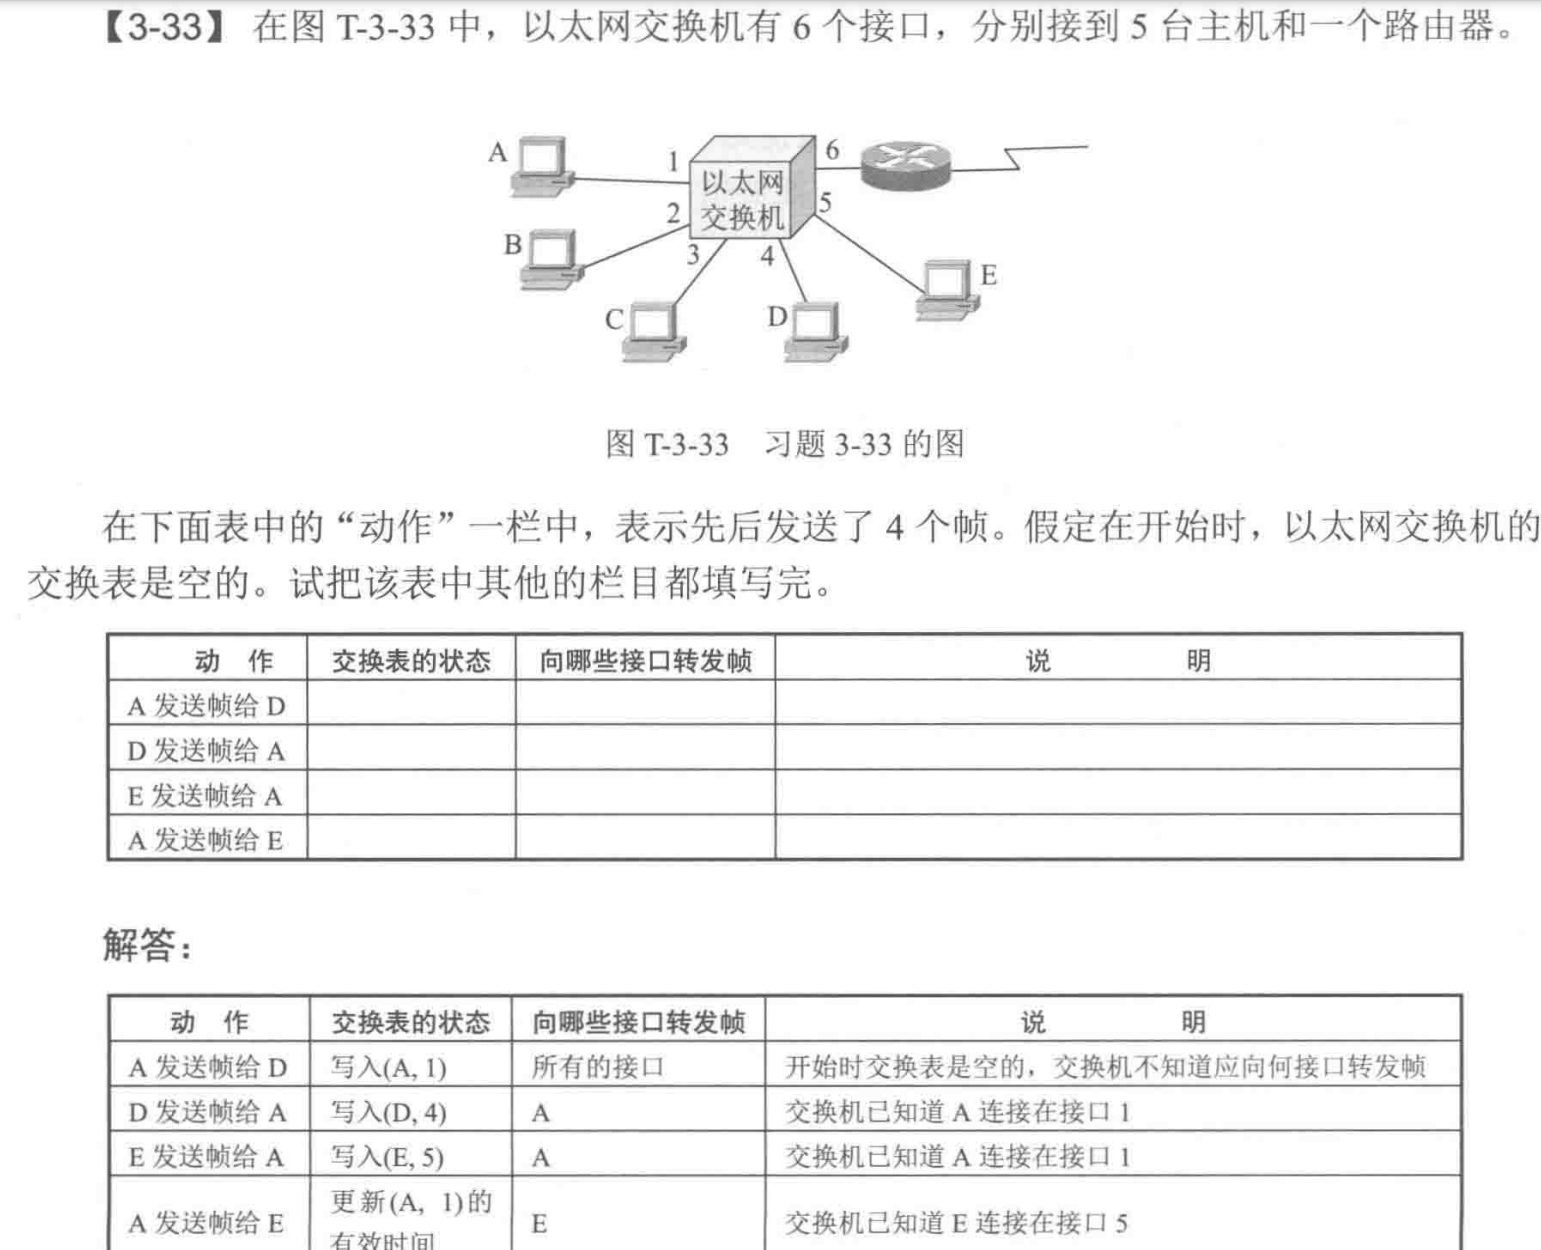 【3-33】 在图 T-3-33 中，以太网交换机有 6 个接口，分别接到 5 台主机和一个路由器。
A
1
6
以太网
交换机
2
5
B
3
4
E
C
D
图 T-3-33 习题 3-33 的图
在下面表中的“动作”一栏中，表示先后发送了 4 个帧。假定在开始时，以太网交换机的
交换表是空的。试把该表中其他的栏目都填写完。
动 作 交换表的状态 向哪些接口转发帧 说 明
A 发送帧给 D
D 发送帧给 A
E 发送帧给 A
A 发送帧给 E
解答：
动 作 交换表的状态 向哪些接口转发帧 说 明
A 发送帧给 D 写入(A, 1) 所有的接口 开始时交换表是空的，交换机不知道应向何接口转发帧
D 发送帧给 A 写入(D, 4) A 交换机已知道 A 连接在接口 1
E 发送帧给 A 写入(E, 5) A 交换机已知道 A 连接在接口 1
更新(A, 1)的
A 发送帧给 E E 交换机已知道 E 连接在接口 5
有效时间